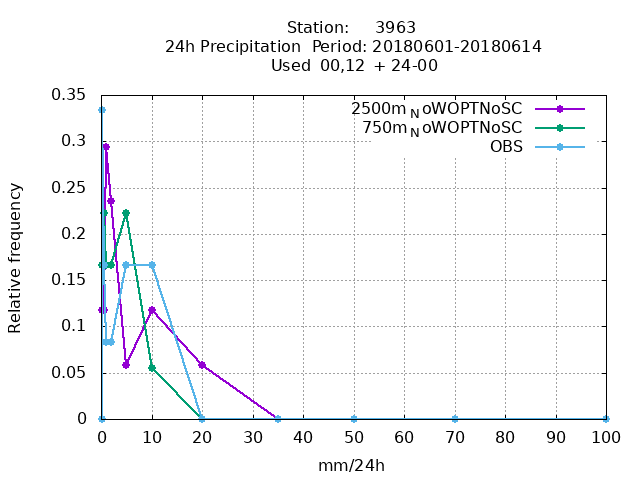 Station:     3963
24h Precipitation  Period: 20180601-20180614
Used  00,12  + 24-00
2500m_NoWOPTNoSC
750m_NoWOPTNoSC
OBS
0.35
0.3
0.25
0.2
0.15
0.1
0.05
0
Relative frequency
0 10 20 30 40 50 60 70 80 90 100
mm/24h